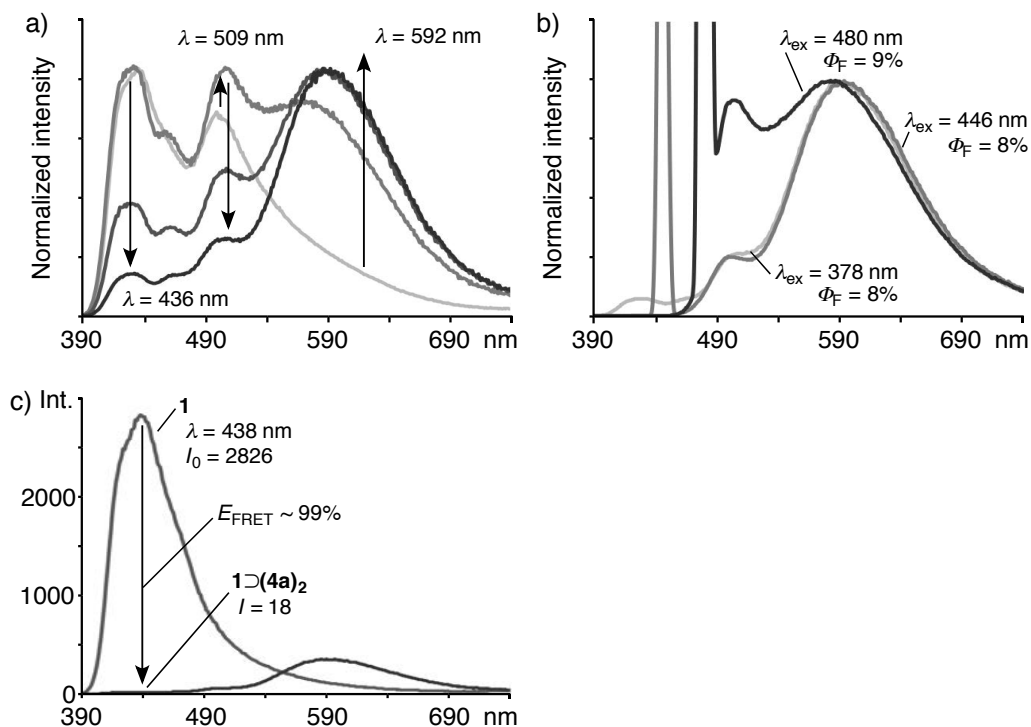 a)
λ = 509 nm
λ = 592 nm
Normalized intensity
λ = 436 nm
390 490 590 690 nm
b)
λex = 480 nm
ΦF = 9%
λex = 446 nm
ΦF = 8%
Normalized intensity
λex = 378 nm
ΦF = 8%
390 490 590 690 nm
c) Int.
1
λ = 438 nm
I0 = 2826
2000
EFRET ~ 99%
1⊃(4a)2
I = 18
1000
0
390 490 590 690 nm